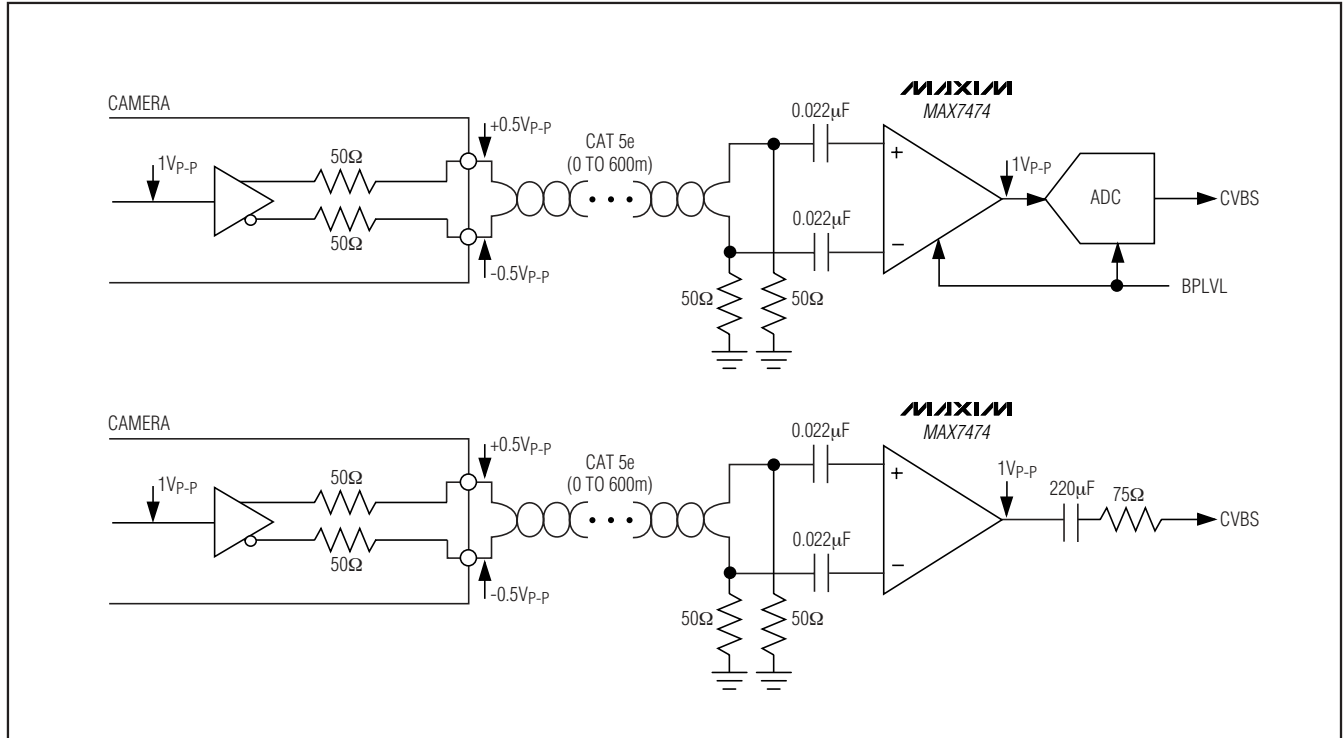 CAMERA
1VP-P
50Ω
50Ω
+0.5VP-P
-0.5VP-P
CAT 5e
(0 TO 600m)
0.022μF
0.022μF
50Ω
50Ω
MAXIM
MAX7474
+
−
1VP-P
ADC
CVBS
BPLVL
CAMERA
1VP-P
50Ω
50Ω
+0.5VP-P
-0.5VP-P
CAT 5e
(0 TO 600m)
0.022μF
0.022μF
50Ω
50Ω
MAXIM
MAX7474
+
−
1VP-P
220μF
75Ω
CVBS